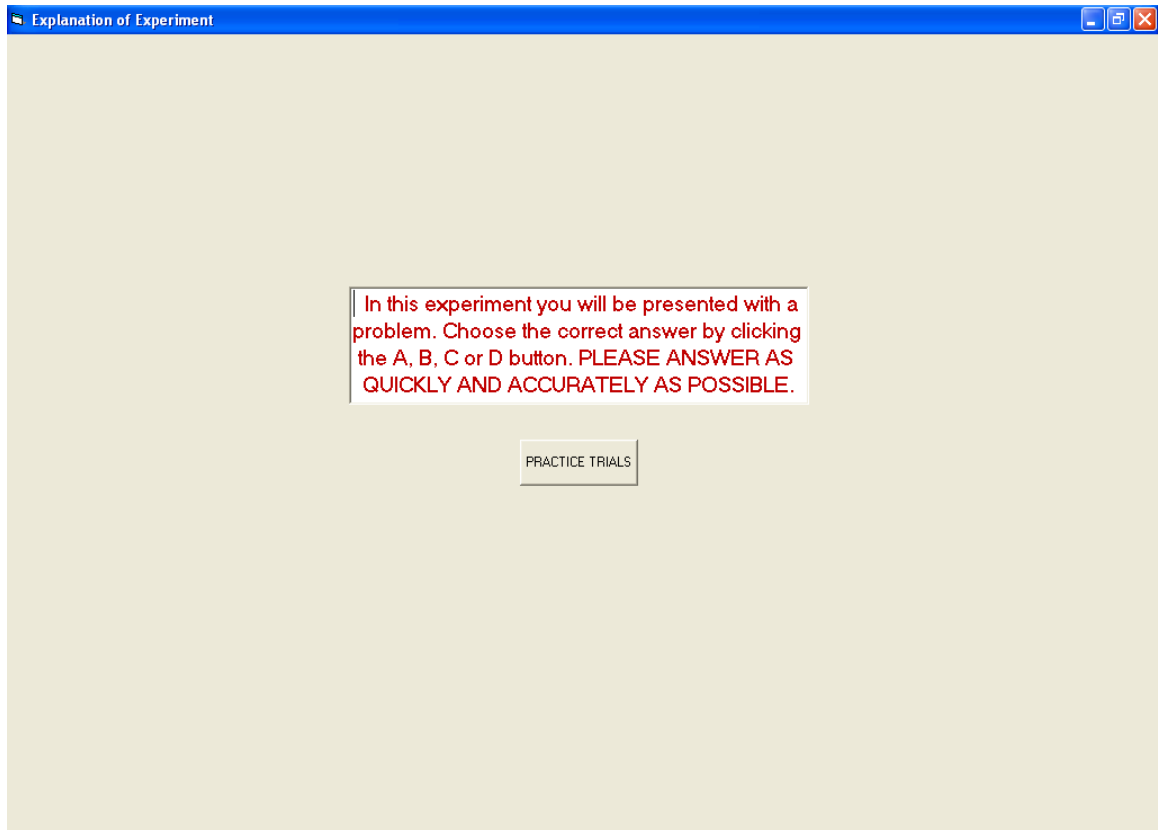 Explanation of Experiment
In this experiment you will be presented with a
problem. Choose the correct answer by clicking
the A, B, C or D button. PLEASE ANSWER AS
QUICKLY AND ACCURATELY AS POSSIBLE.
PRACTICE TRIALS